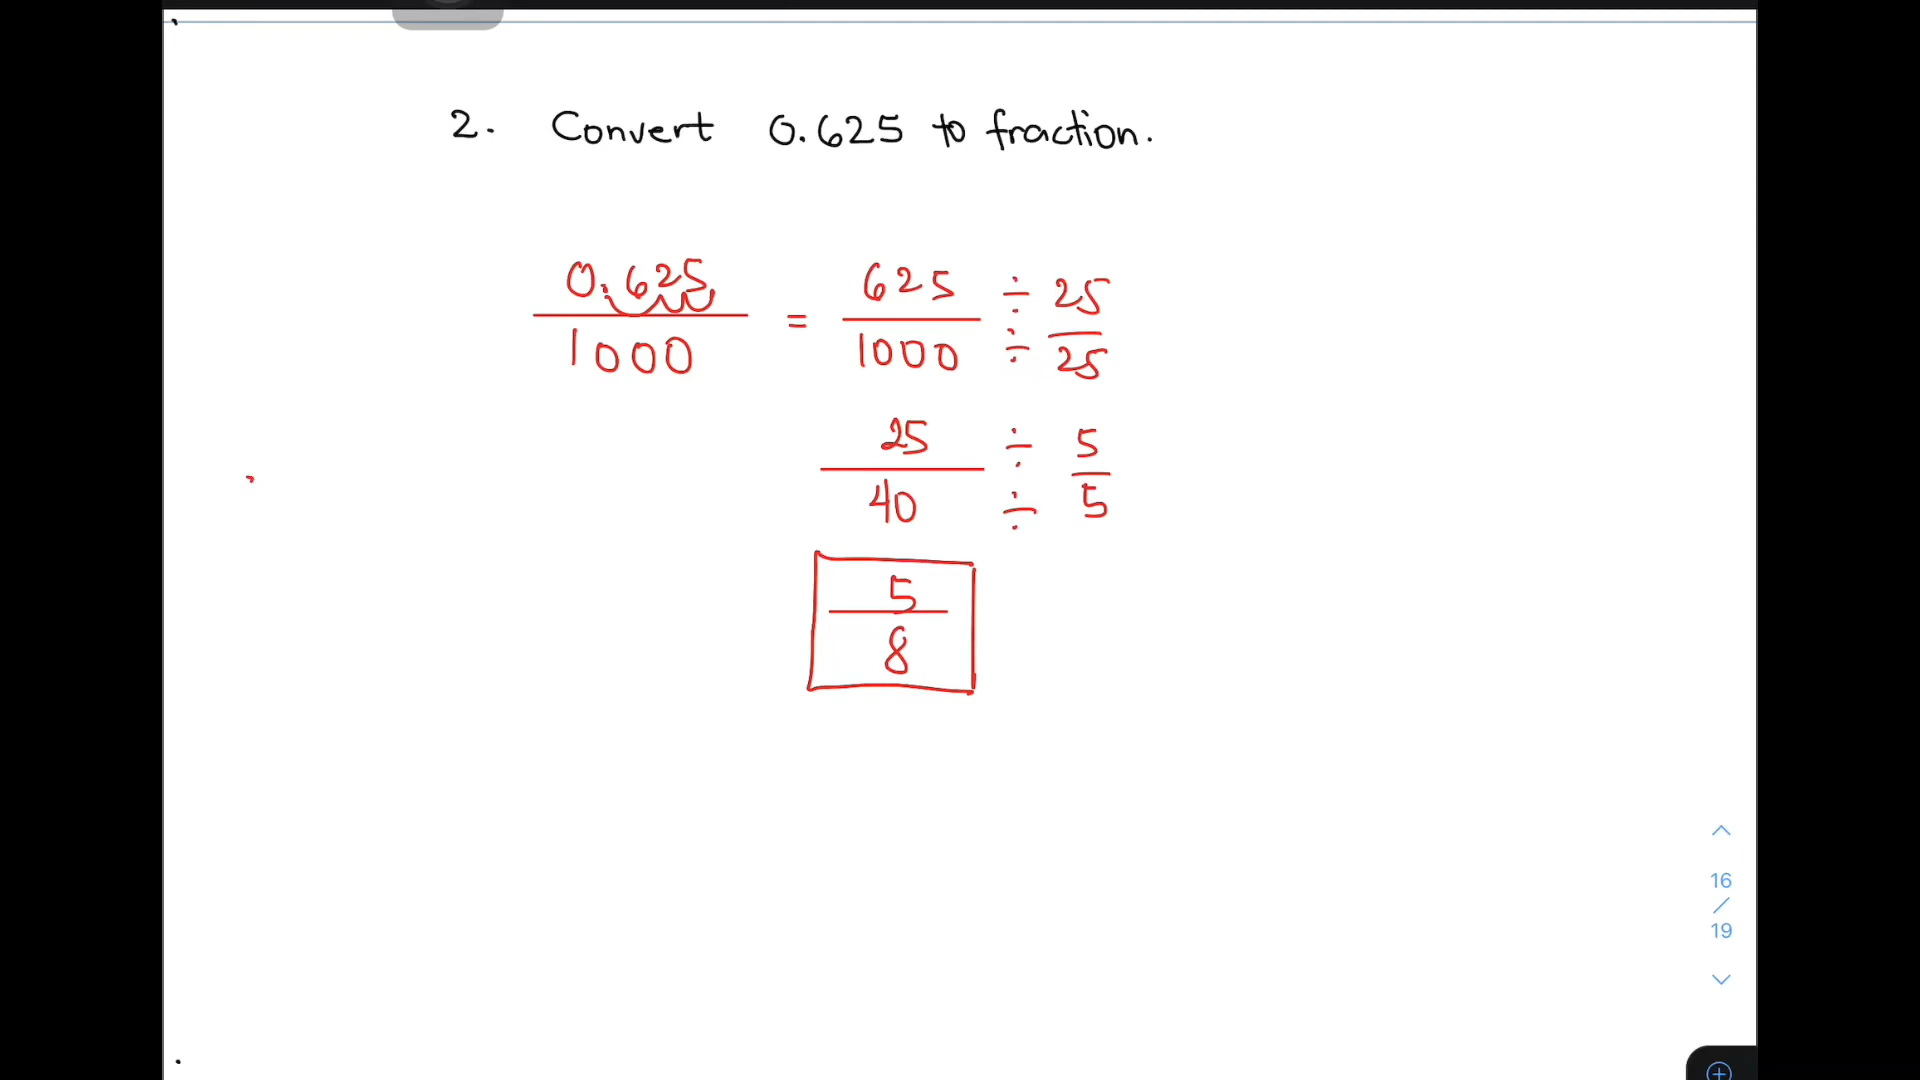 2. Convert 0.625 to fraction.
0.625 / 1000 = 625 / 1000 ÷ ÷ 25 / 25
25 / 40 ÷ ÷ 5 / 5
5 / 8
16
/
19